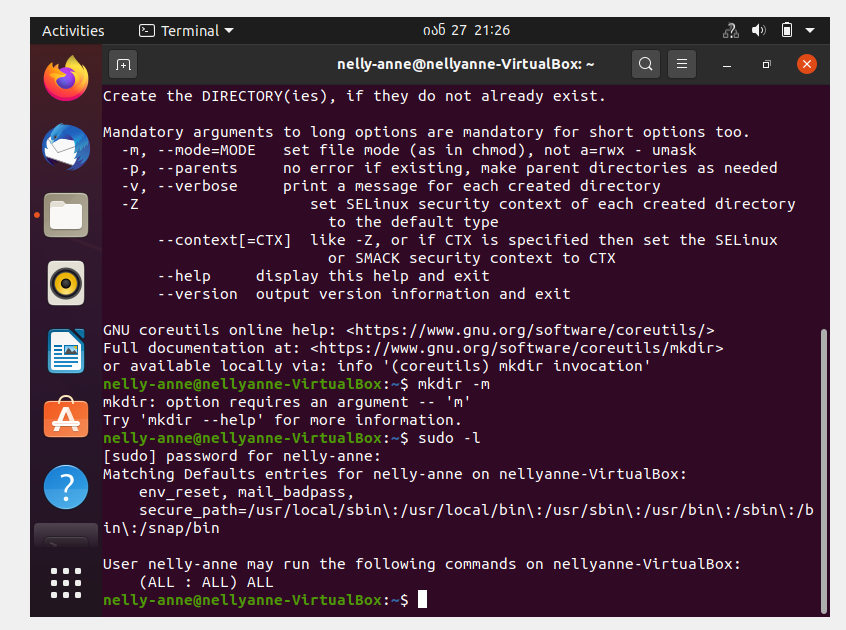 Activities Terminal იან 27 21:26
nelly-anne@nellyanne-VirtualBox: ~
Create the DIRECTORY(ies), if they do not already exist.
Mandatory arguments to long options are mandatory for short options too.
-m, --mode=MODE set file mode (as in chmod), not a=rwx - umask
-p, --parents no error if existing, make parent directories as needed
-v, --verbose print a message for each created directory
-Z set SELinux security context of each created directory
to the default type
--context[=CTX] like -Z, or if CTX is specified then set the SELinux
or SMACK security context to CTX
--help display this help and exit
--version output version information and exit
GNU coreutils online help: <https://www.gnu.org/software/coreutils/>
Full documentation at: <https://www.gnu.org/software/coreutils/mkdir>
or available locally via: info '(coreutils) mkdir invocation'
nelly-anne@nellyanne-VirtualBox:~$ mkdir -m
mkdir: option requires an argument -- 'm'
Try 'mkdir --help' for more information.
nelly-anne@nellyanne-VirtualBox:~$ sudo -l
[sudo] password for nelly-anne:
Matching Defaults entries for nelly-anne on nellyanne-VirtualBox:
env_reset, mail_badpass,
secure_path=/usr/local/sbin\:/usr/local/bin\:/usr/sbin\:/usr/bin\:/sbin\:/b
in\:/snap/bin
User nelly-anne may run the following commands on nellyanne-VirtualBox:
(ALL : ALL) ALL
nelly-anne@nellyanne-VirtualBox:~$